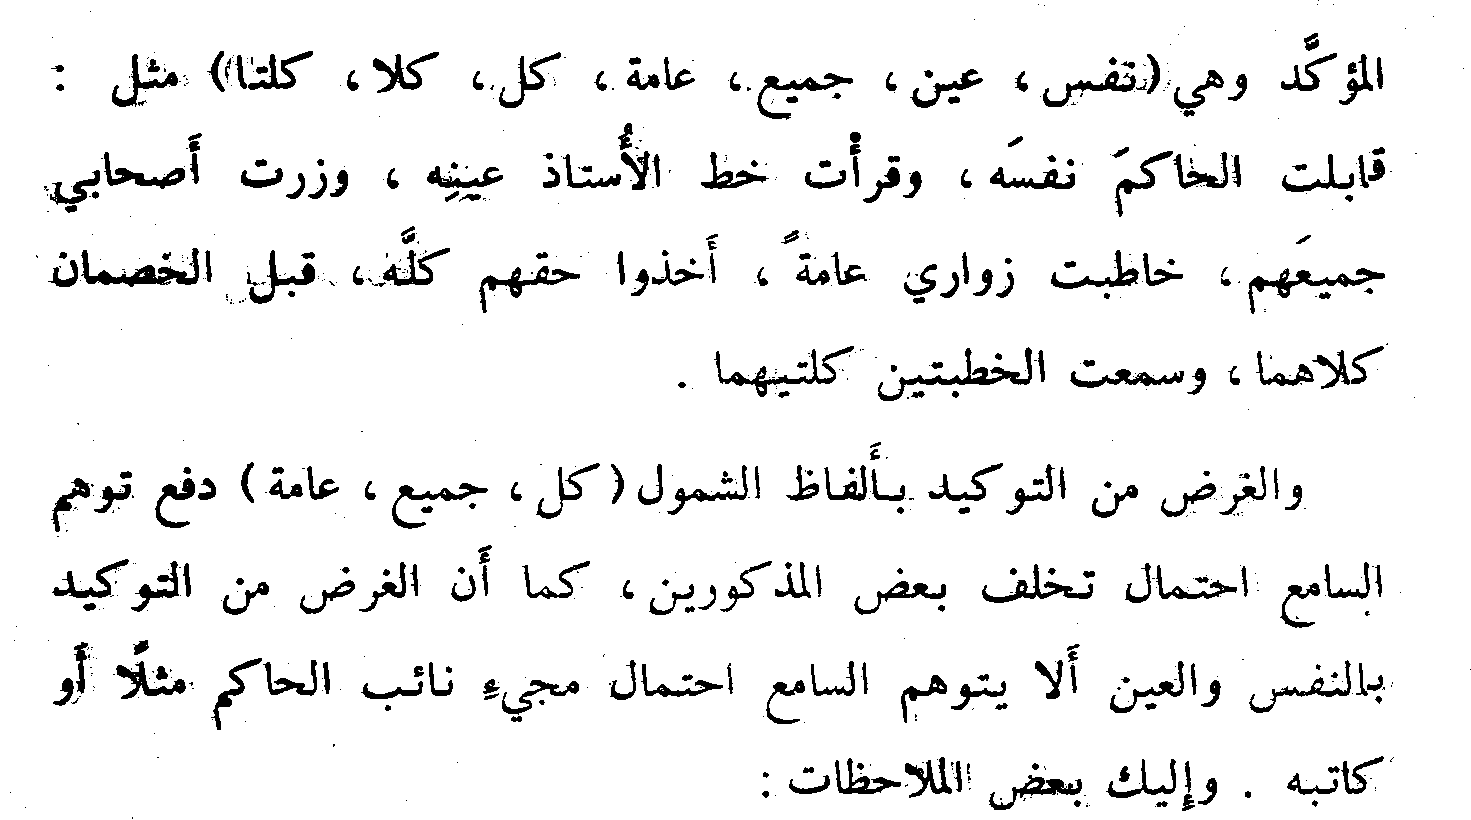 المؤكَّد وهي (نفس، عين، جميع، عامة، كل، كلا، كلتا) مثل :
قابلت الحاكمَ نفسَه، وقرأْت خط الأُستاذ عينِه ، وزرت أَصحابي
جميعَهم، خاطبت زواري عامةً ، أَخذوا حقهم كلَّه، قبل الخصمان
كلاهما، وسمعت الخطبتين كلتيهما .
والغرض من التوكيد بأَلفاظ الشمول (كل، جميع، عامة) دفع توهم
السامع احتمال تخلف بعض المذكورين، كما أَن الغرض من التوكيد
بالنفس والعين أَلا يتوهم السامع احتمال مجيءِ نائب الحاكم مثلًا أَو
كاتبه . وإليك بعض الملاحظات :